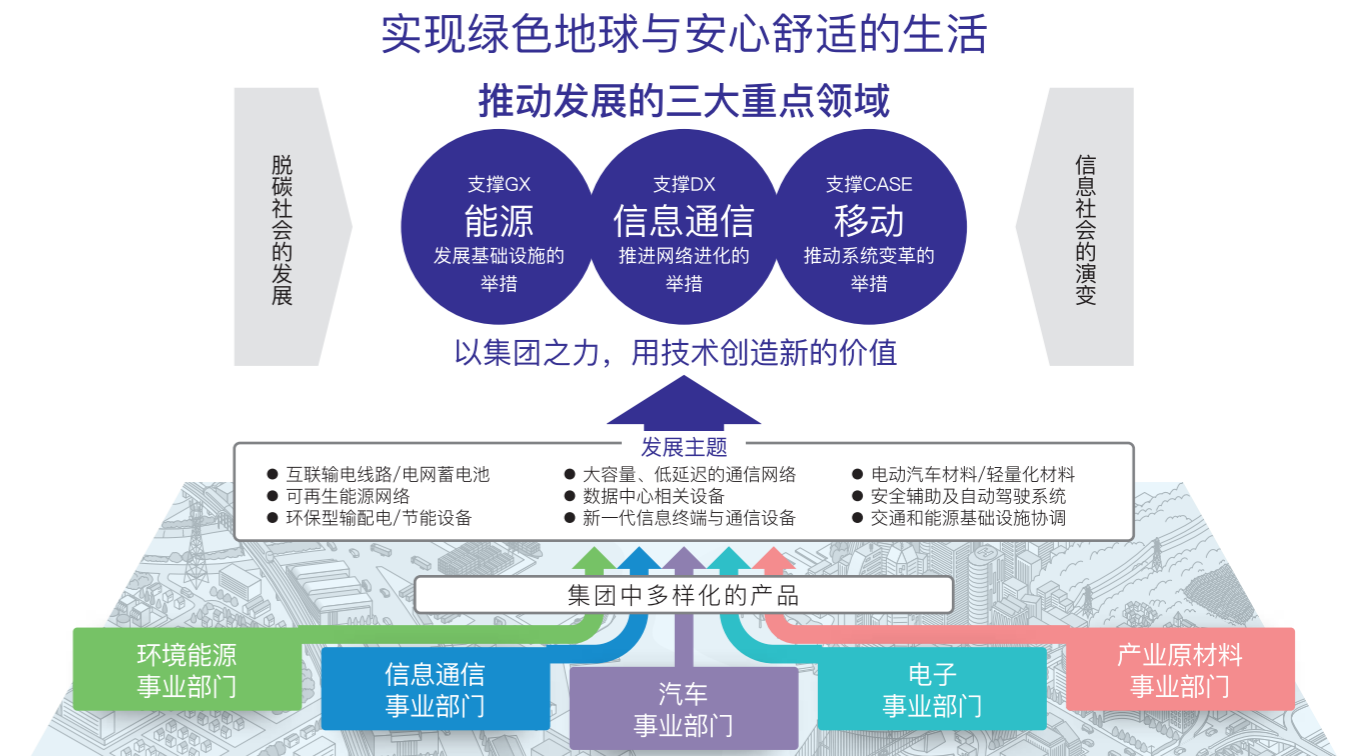 实现绿色地球与安心舒适的生活
推动发展的三大重点领域
脱碳社会的发展
支撑GX
能源
发展基础设施的
举措
支撑DX
信息通信
推进网络进化的
举措
支撑CASE
移动
推动系统变革的
举措
信息社会的演变
以集团之力，用技术创造新的价值
发展主题
● 互联输电线路/电网蓄电池
● 可再生能源网络
● 环保型输配电/节能设备
● 大容量、低延迟的通信网络
● 数据中心相关设备
● 新一代信息终端与通信设备
● 电动汽车材料/轻量化材料
● 安全辅助及自动驾驶系统
● 交通和能源基础设施协调
集团中多样化的产品
环境能源
事业部门
信息通信
事业部门
汽车
事业部门
电子
事业部门
产业原材料
事业部门